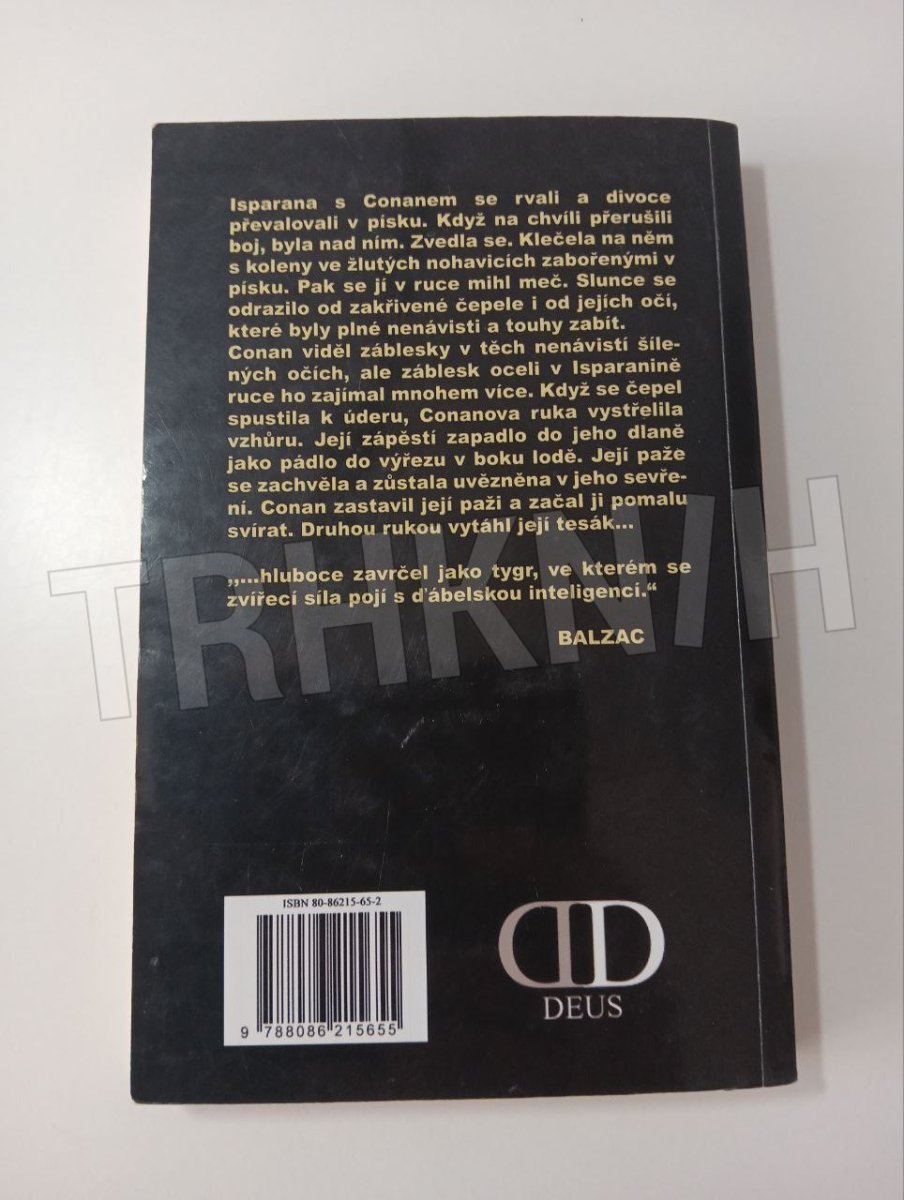 Isparana s Conanem se rvali a divoce
převalovali v písku. Když na chvíli přerušili
boj, byla nad ním. Zvedla se. Klečela na něm
s koleny ve žlutých nohavicích zabořenými v
písku. Pak se jí v ruce mihl meč. Slunce se
odrazilo od zakřivené čepele i od jejích očí,
které byly plné nenávisti a touhy zabít.
Conan viděl záblesky v těch nenávistí šíle-
ných očích, ale záblesk oceli v Isparanině
ruce ho zajímal mnohem více. Když se čepel
spustila k úderu, Conanova ruka vystřelila
vzhůru. Její zápěstí zapadlo do jeho dlaně
jako pádlo do výřezu v boku lodě. Její paže
se zachvěla a zůstala uvězněna v jeho sevře-
ní. Conan zastavil její paži a začal ji pomalu
svírat. Druhou rukou vytáhl její tesák...
„...hluboce zavrčel jako tygr, ve kterém se
zvířecí síla pojí s ďábelskou inteligencí.“
BALZAC
TRHKNIH
ISBN 80-86215-65-2
9 788086 215655
DEUS